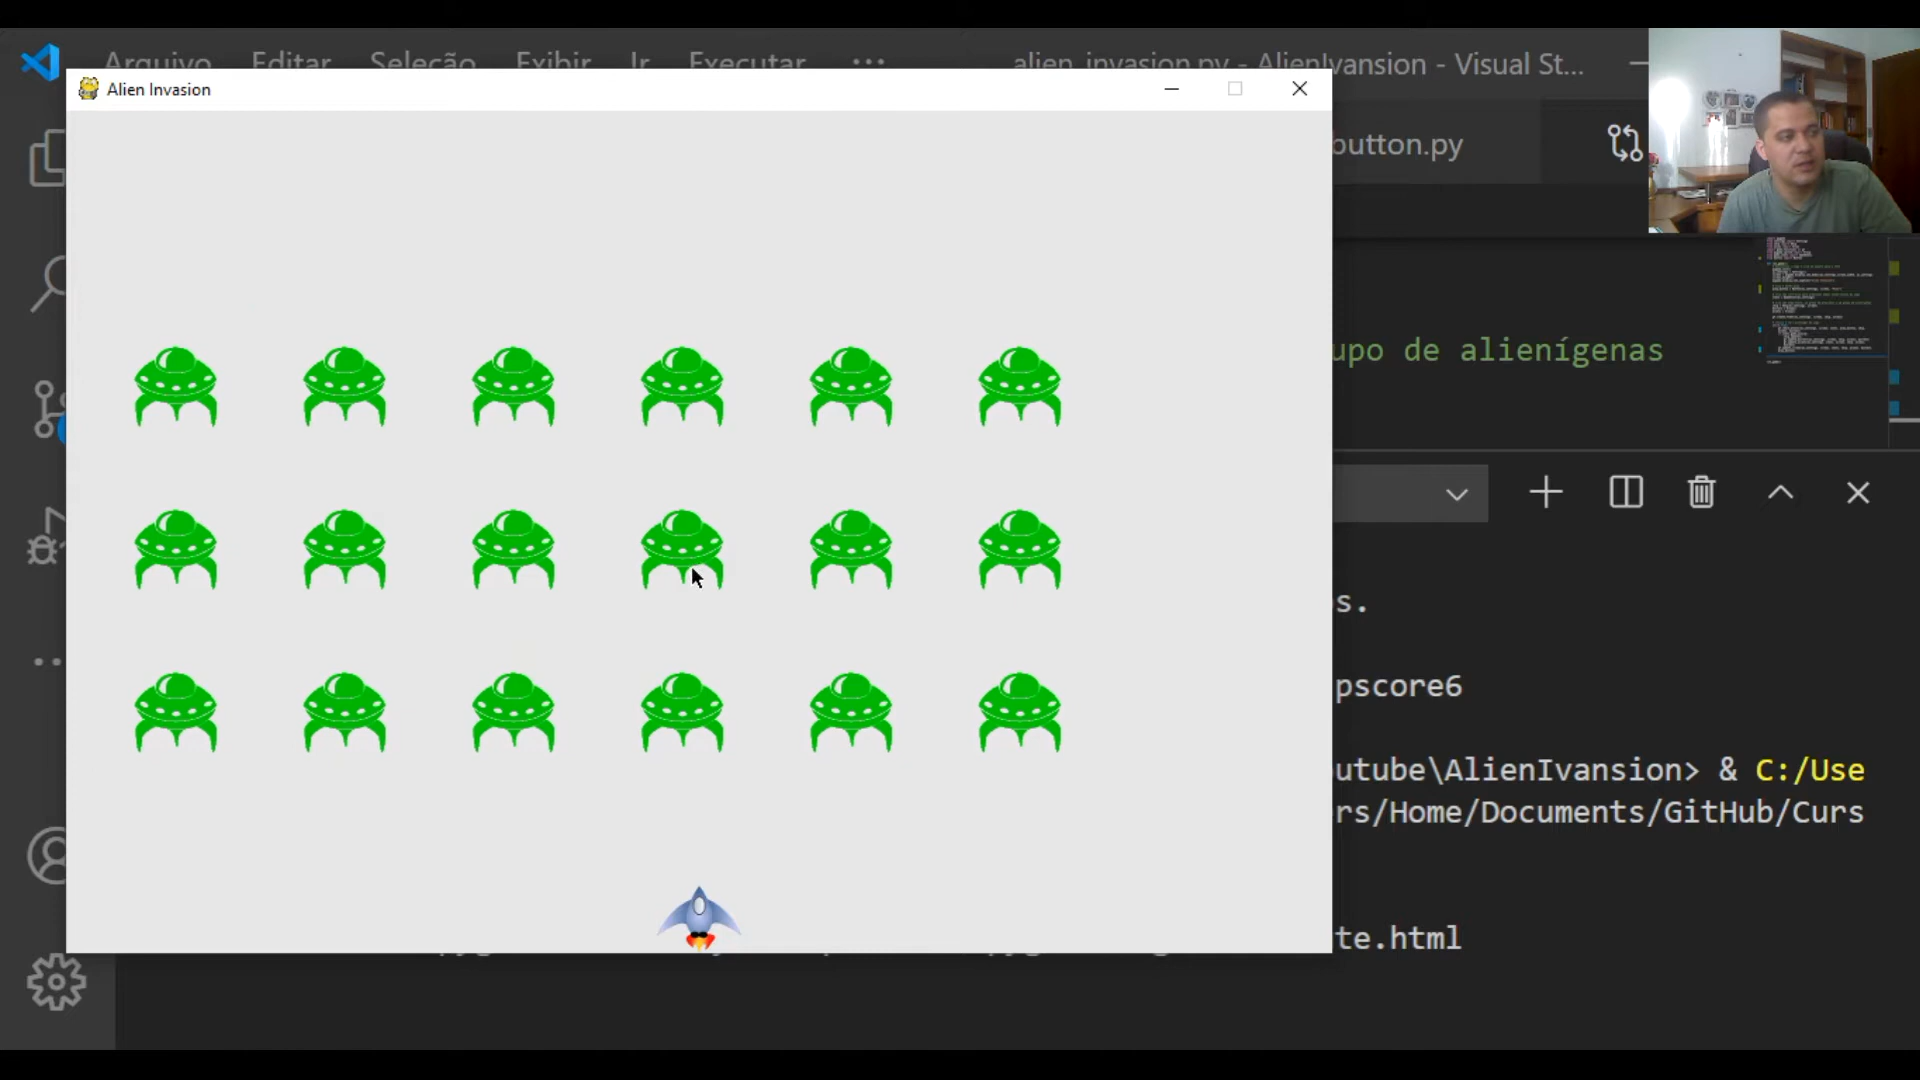 Arquivo Editar Seleção Exibir Ir Executar ... alien_invasion.py - AlienIvansion - Visual St...
Alien Invasion
button.py
upo de alienígenas
s.
pscore6
outube\AlienIvansion> & C:/Use
rs/Home/Documents/GitHub/Curs
te.html